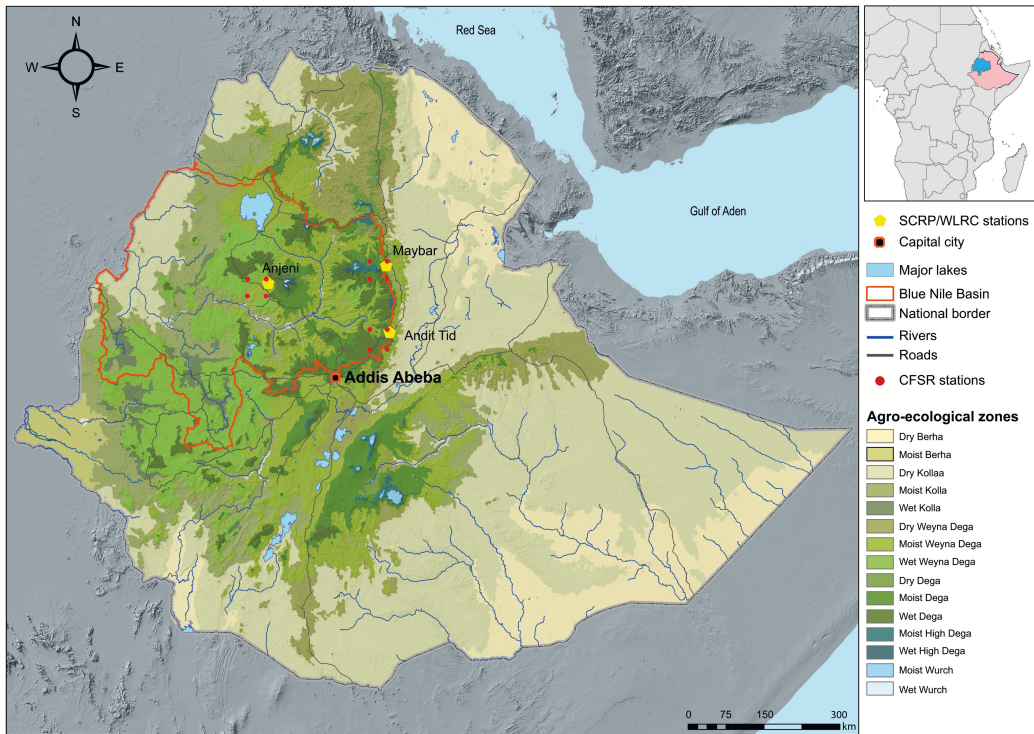 N
W
E
S
Red Sea
Gulf of Aden
Maybar
Anjeni
Andit Tid
Addis Abeba
0 75 150 300
km
SCRP/WLRC stations
Capital city
Major lakes
Blue Nile Basin
National border
Rivers
Roads
CFSR stations
Agro-ecological zones
Dry Berha
Moist Berha
Dry Kollaa
Moist Kolla
Wet Kolla
Dry Weyna Dega
Moist Weyna Dega
Wet Weyna Dega
Dry Dega
Moist Dega
Wet Dega
Moist High Dega
Wet High Dega
Moist Wurch
Wet Wurch